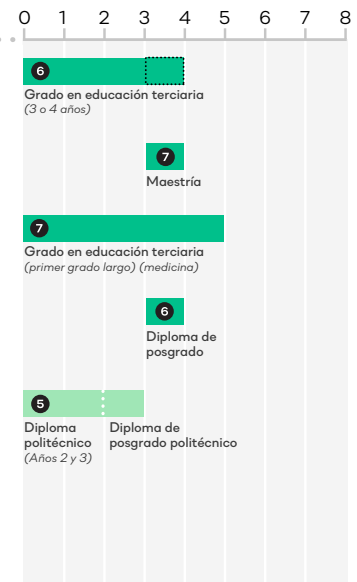 0 1 2 3 4 5 6 7 8
6
Grado en educación terciaria
(3 o 4 años)
7
Maestría
7
Grado en educación terciaria
(primer grado largo) (medicina)
6
Diploma de
posgrado
5
Diploma
politécnico
(Años 2 y 3)
Diploma de
posgrado politécnico